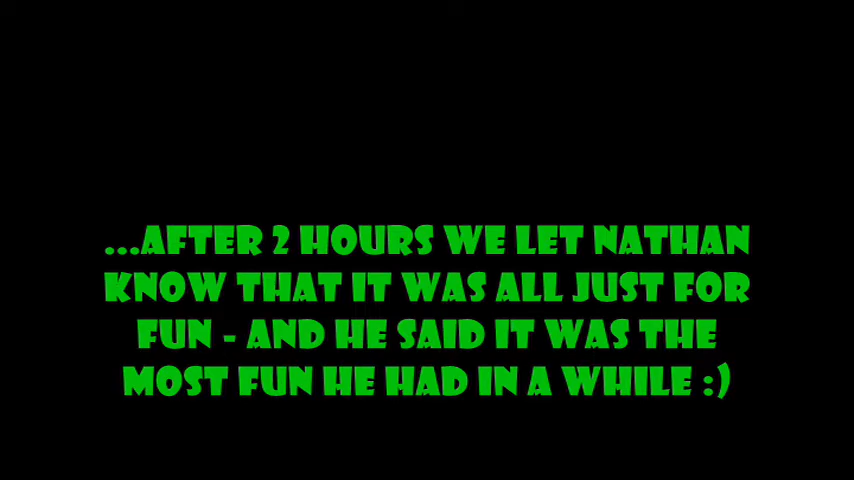 ...AFTER 2 HOURS WE LET NATHAN
KNOW THAT IT WAS ALL JUST FOR
FUN - AND HE SAID IT WAS THE
MOST FUN HE HAD IN A WHILE :)